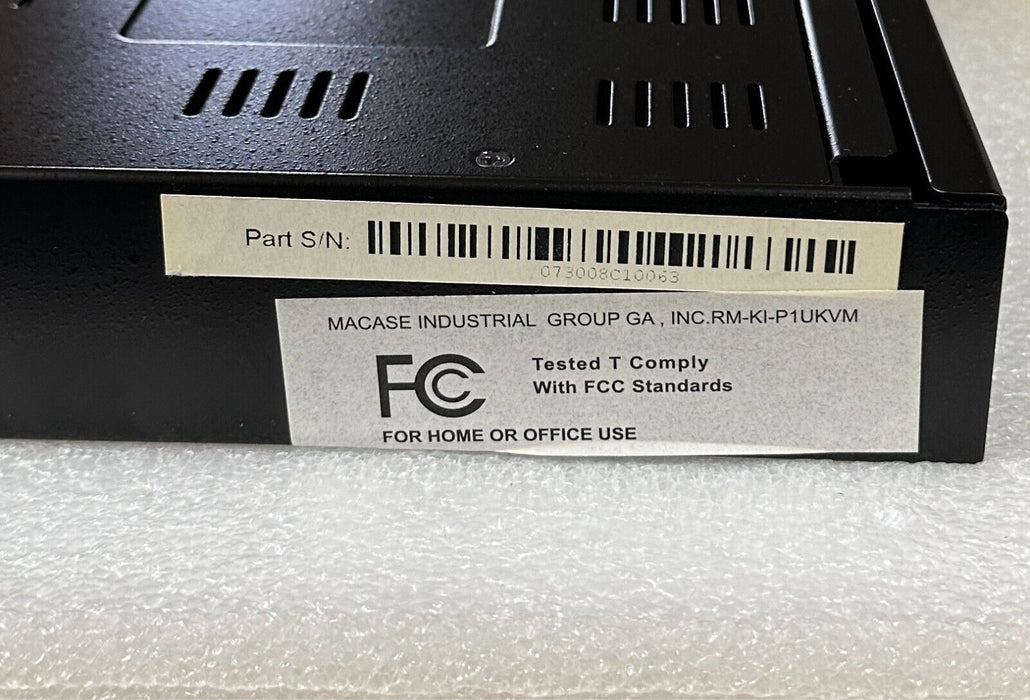 Part S/N:
073008C10063
MACASE INDUSTRIAL GROUP GA , INC.RM-KI-P1UKVM
FC Tested T Comply
With FCC Standards
FOR HOME OR OFFICE USE